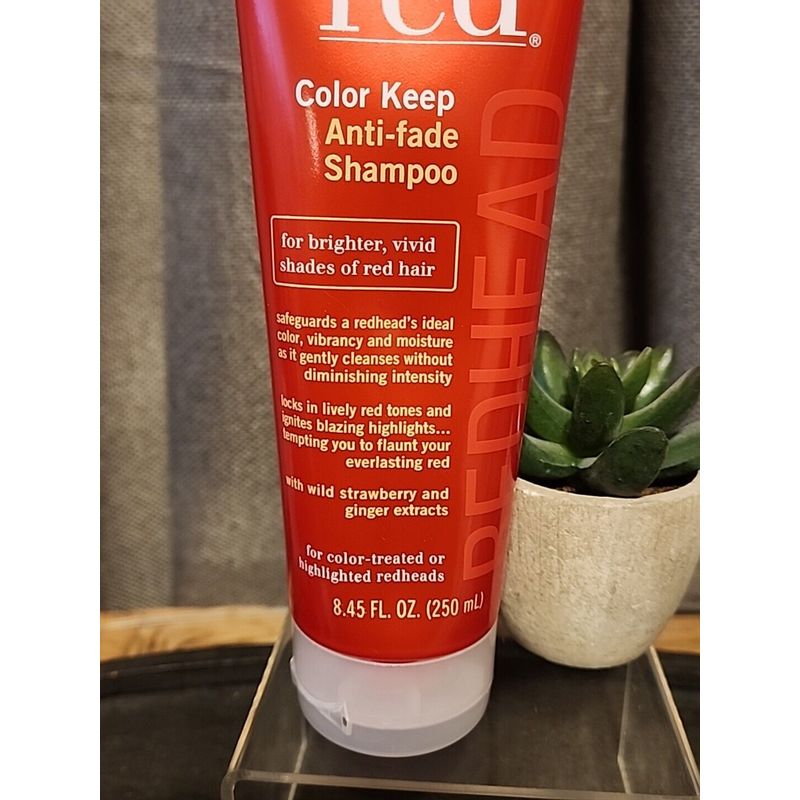 red®
Color Keep
Anti-fade
Shampoo
for brighter, vivid
shades of red hair
safeguards a redhead's ideal
color, vibrancy and moisture
as it gently cleanses without
diminishing intensity
locks in lively red tones and
ignites blazing highlights...
tempting you to flaunt your
everlasting red
with wild strawberry and
ginger extracts
for color-treated or
highlighted redheads
8.45 FL. OZ. (250 mL)
REDHEAD